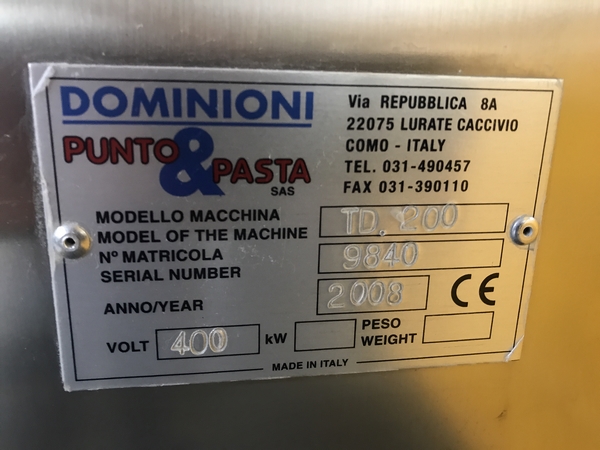 DOMINIONI
PUNTO & PASTA
SAS
Via REPUBBLICA 8A
22075 LURATE CACCIVIO
COMO - ITALY
TEL. 031-490457
FAX 031-390110
MODELLO MACCHINA
MODEL OF THE MACHINE
TD. 200
Nº MATRICOLA
SERIAL NUMBER
9840
ANNO/YEAR
2008
CE
VOLT
400
kW
PESO
WEIGHT
MADE IN ITALY